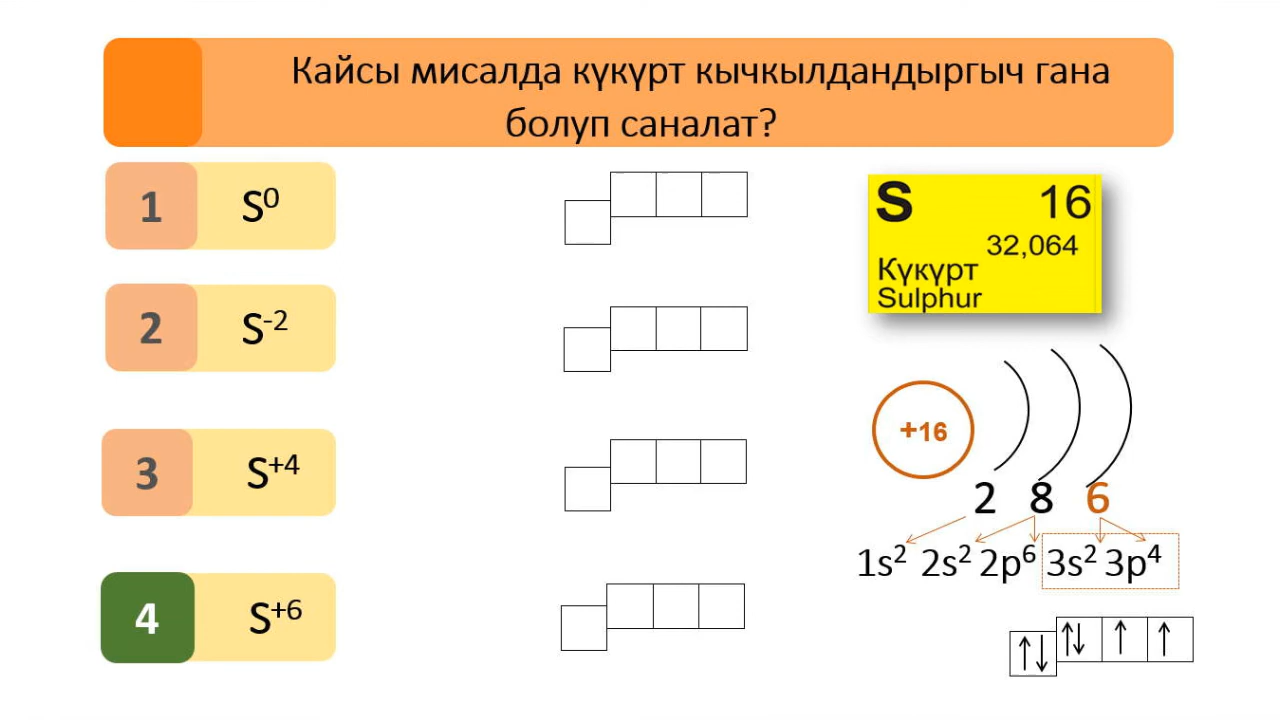 Кайсы мисалда күкүрт кычкылдандыргыч гана
болуп саналат?
1 S⁰
2 S⁻²
3 S⁺⁴
4 S⁺⁶
S 16
32,064
Күкүрт
Sulphur
+16
2 8 6
1s² 2s² 2p⁶ 3s² 3p⁴